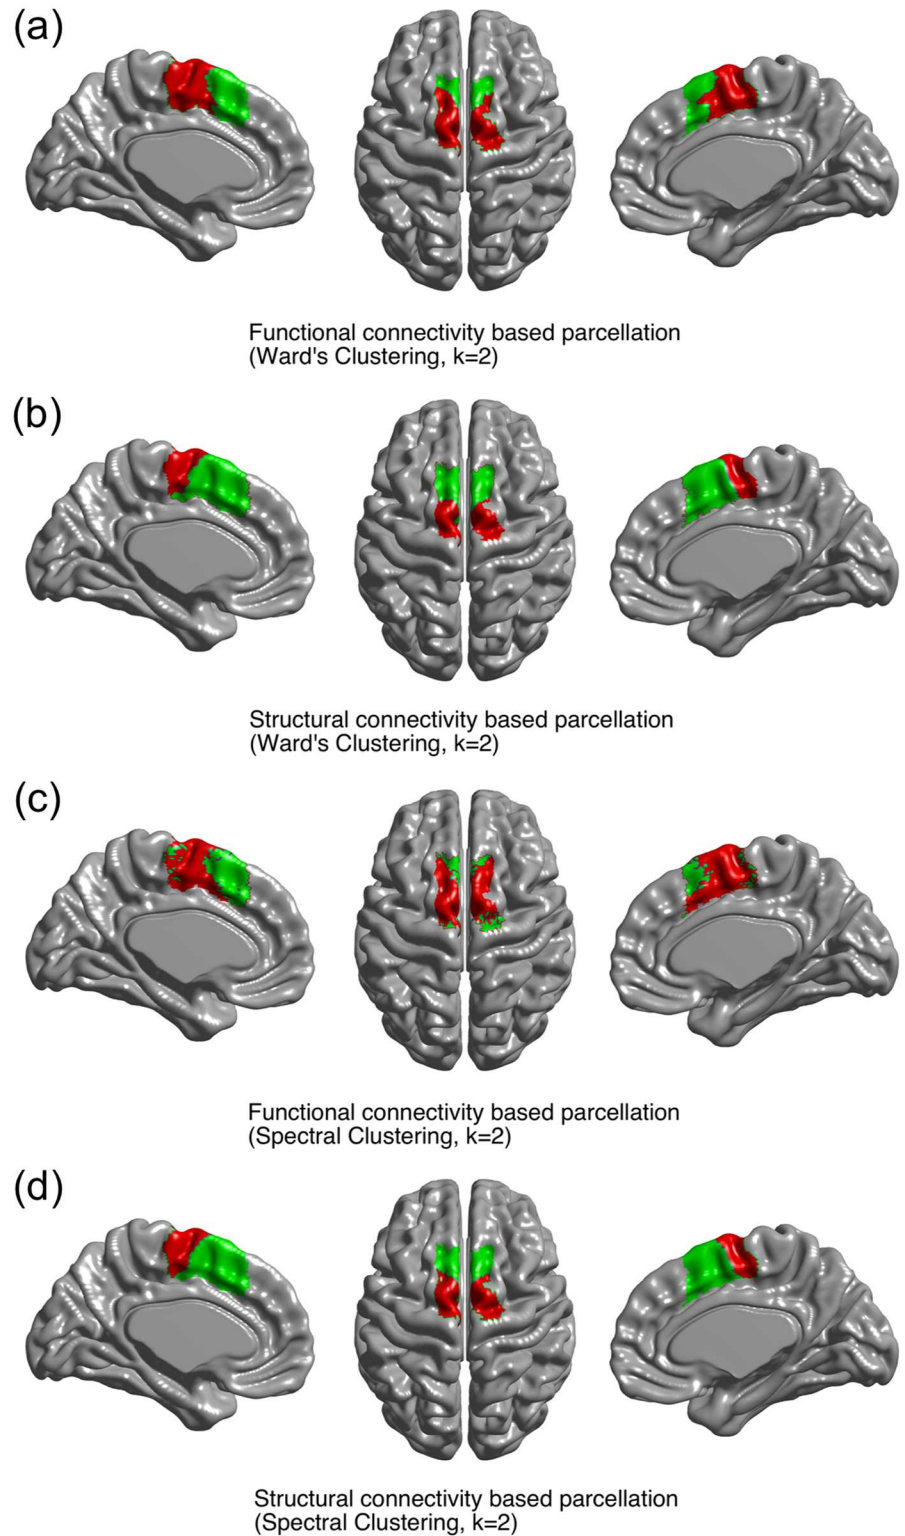 (a)
Functional connectivity based parcellation
(Ward's Clustering, k=2)
(b)
Structural connectivity based parcellation
(Ward's Clustering, k=2)
(c)
Functional connectivity based parcellation
(Spectral Clustering, k=2)
(d)
Structural connectivity based parcellation
(Spectral Clustering, k=2)